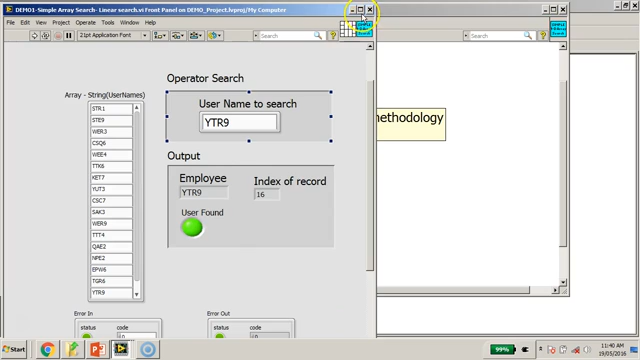 DEMO1-Simple Array Search- Linear search.vi Front Panel on DEMO_Project.lvproj/My Computer
File Edit View Project Operate Tools Window Help
21pt Application Font
Search
Search
Operator Search
Array - String(UserNames)
STR1
STE9
WER3
CSQ6
WEE4
TTK6
KET7
YUT3
CSC7
SAK3
WER9
TTT4
QAE2
NPE2
EPW6
TGR6
YTR9
User Name to search
YTR9
methodology
Output
Employee
YTR9
Index of record
16
User Found
Error In
status
code
Error Out
status
code
Start
99%
11:40 AM
19/05/2016